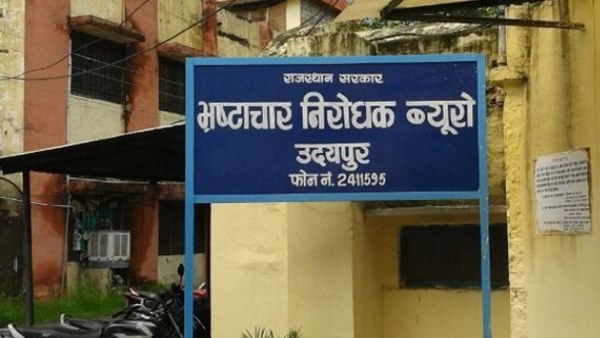 राजस्थान सरकार
भ्रष्टाचार निरोधक ब्यूरो
उदयपुर
फोन नं. 2411595